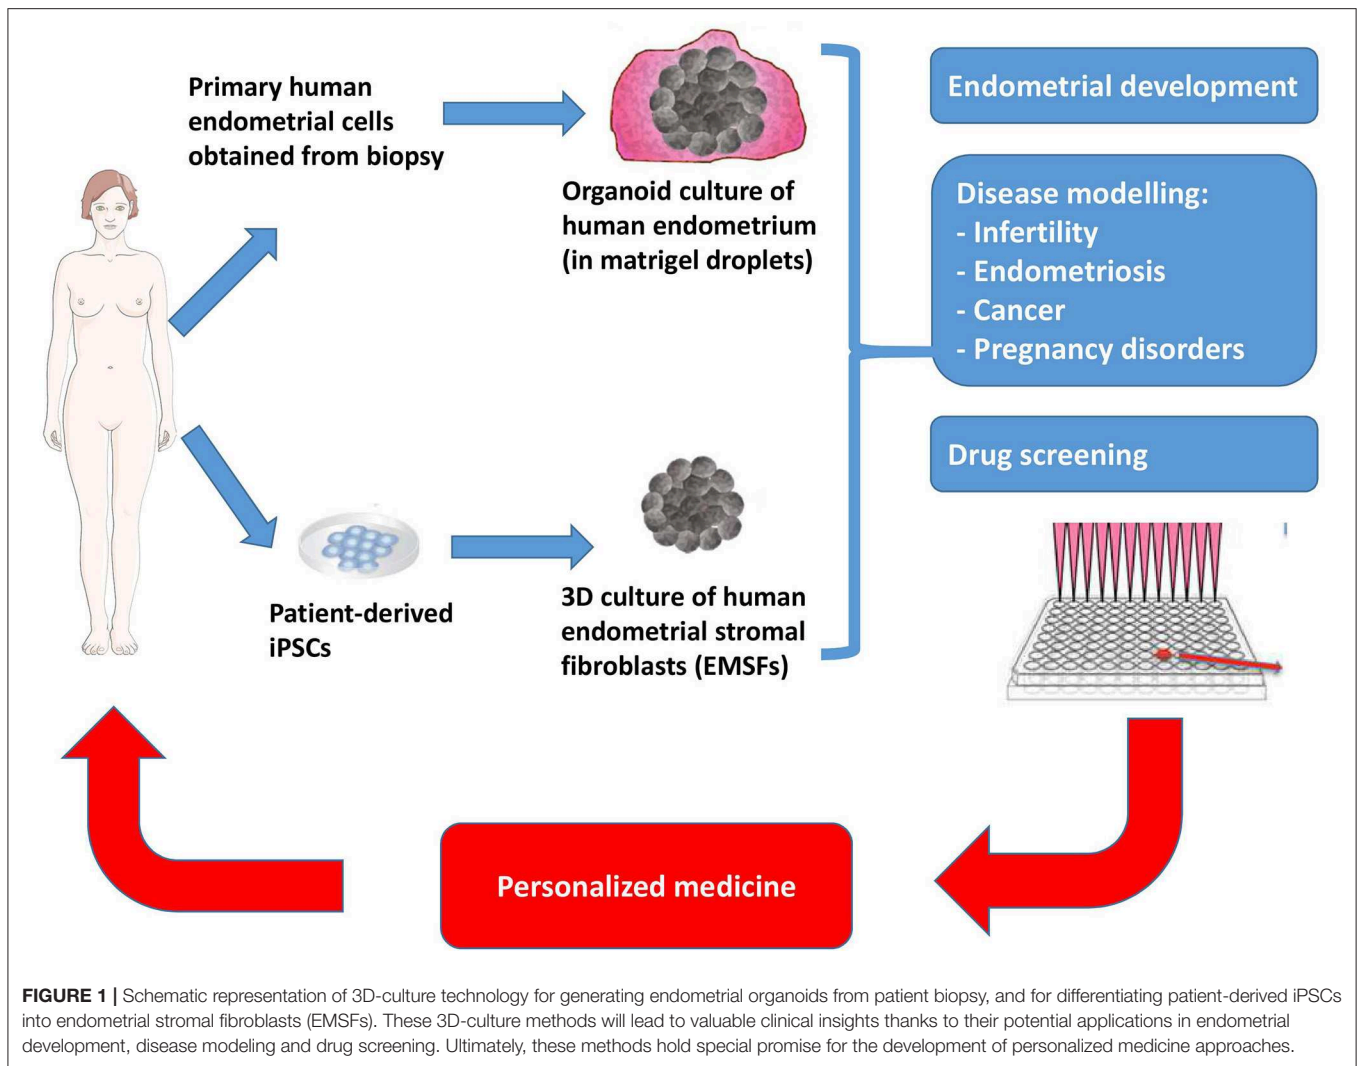 Primary human
endometrial cells
obtained from biopsy
Organoid culture of
human endometrium
(in matrigel droplets)
Patient-derived
iPSCs
3D culture of human
endometrial stromal
fibroblasts (EMSFs)
Endometrial development
Disease modelling:
- Infertility
- Endometriosis
- Cancer
- Pregnancy disorders
Drug screening
Personalized medicine
FIGURE 1 | Schematic representation of 3D-culture technology for generating endometrial organoids from patient biopsy, and for differentiating patient-derived iPSCs
into endometrial stromal fibroblasts (EMSFs). These 3D-culture methods will lead to valuable clinical insights thanks to their potential applications in endometrial
development, disease modeling and drug screening. Ultimately, these methods hold special promise for the development of personalized medicine approaches.